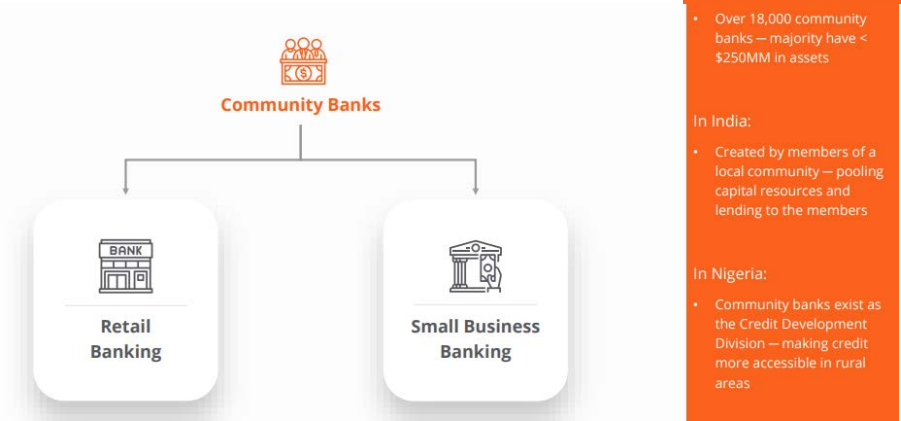 Community Banks
BANK
Retail
Banking
Small Business
Banking
• Over 18,000 community
banks — majority have <
$250MM in assets
In India:
• Created by members of a
local community — pooling
capital resources and
lending to the members
In Nigeria:
• Community banks exist as
the Credit Development
Division — making credit
more accessible in rural
areas